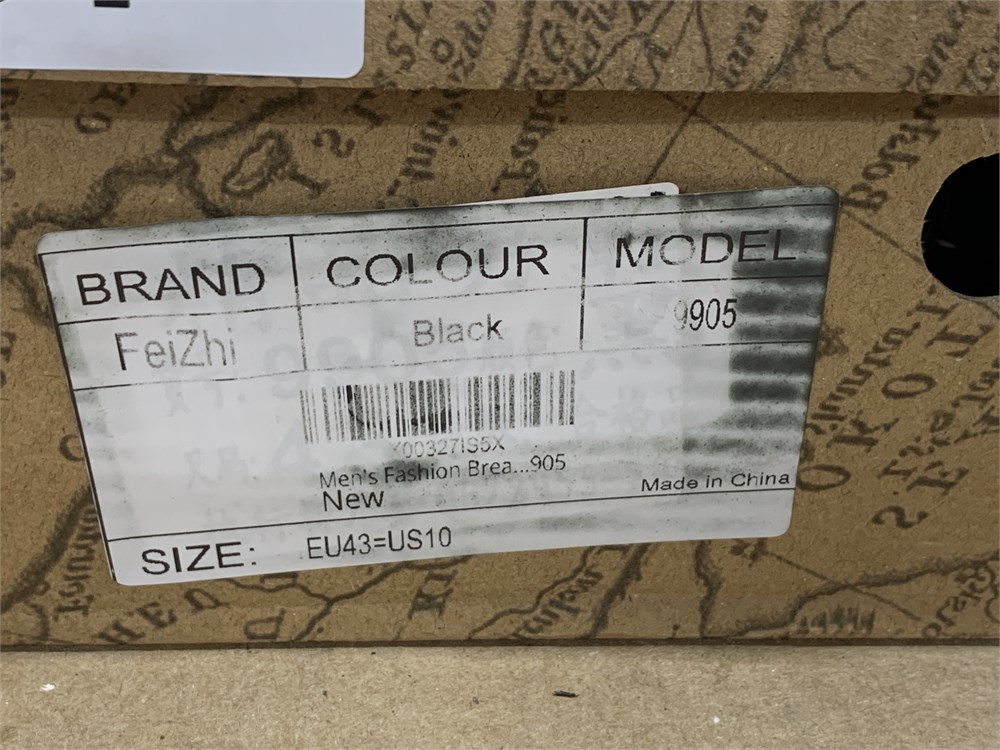 BRAND COLOUR MODEL
FeiZhi Black 9905
X00327IS5X
Men's Fashion Brea...905
New
Made in China
SIZE: EU43=US10